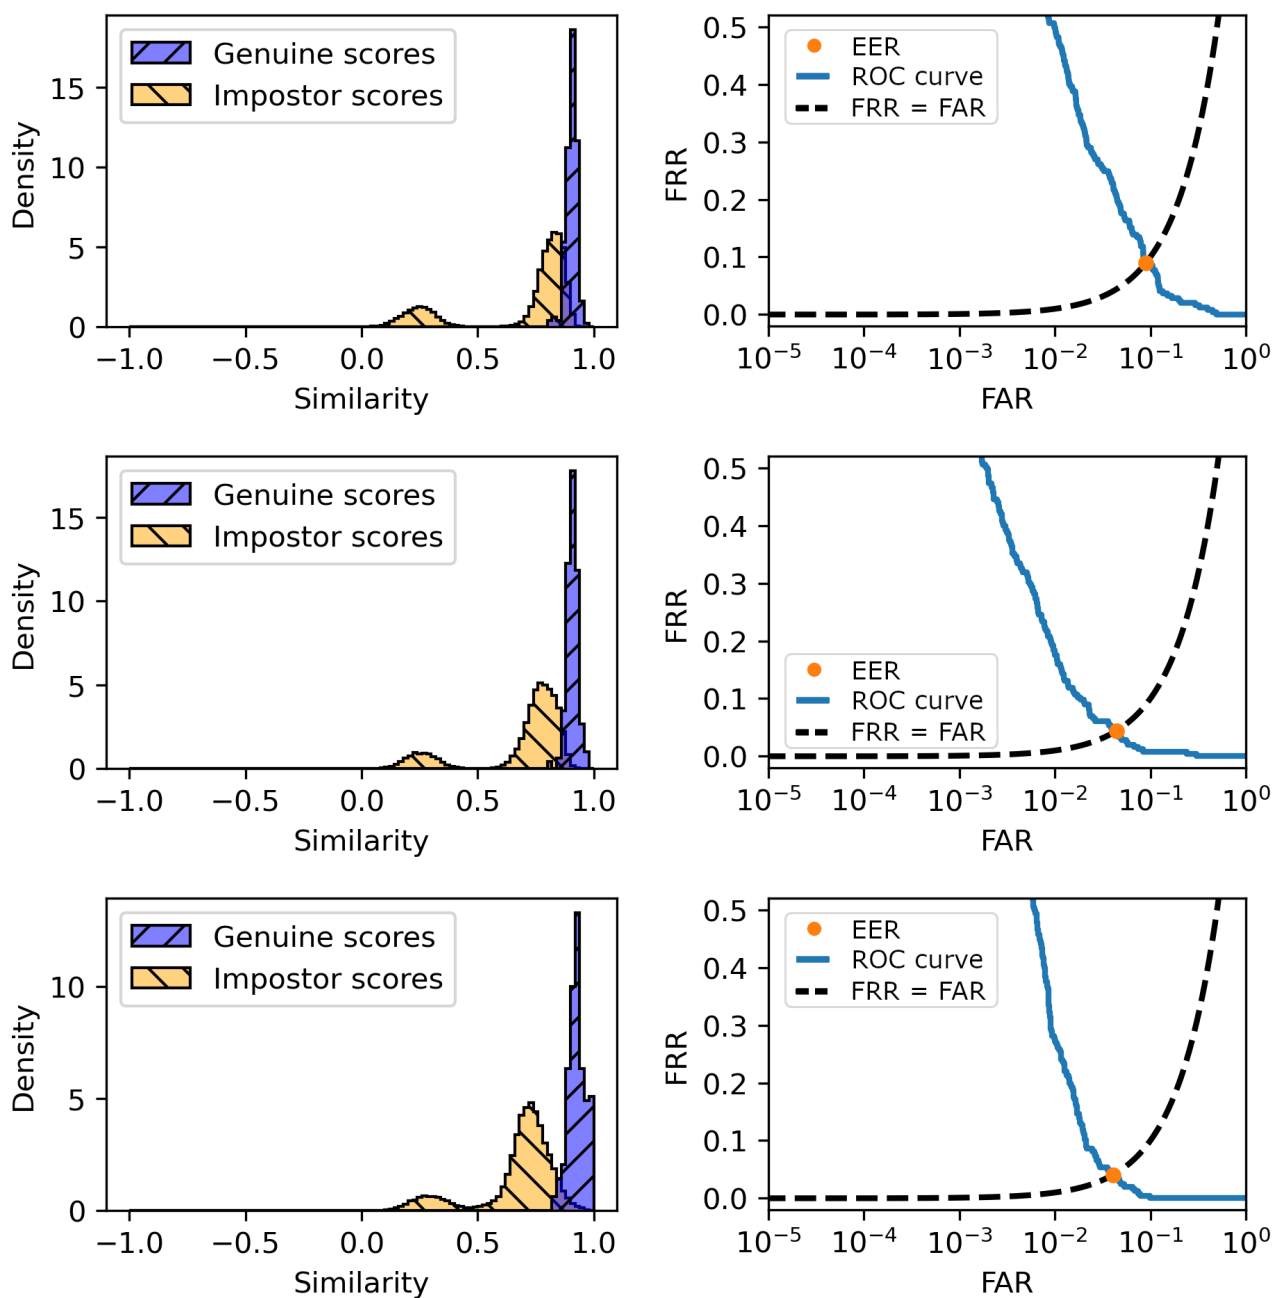 Genuine scores
Impostor scores
Density
15
10
5
0
−1.0 −0.5 0.0 0.5 1.0
Similarity
EER
ROC curve
FRR = FAR
FRR
0.5
0.4
0.3
0.2
0.1
0.0
10⁻⁵ 10⁻⁴ 10⁻³ 10⁻² 10⁻¹ 10⁰
FAR
Genuine scores
Impostor scores
Density
15
10
5
0
−1.0 −0.5 0.0 0.5 1.0
Similarity
FRR
0.5
0.4
0.3
0.2
0.1
0.0
EER
ROC curve
FRR = FAR
10⁻⁵ 10⁻⁴ 10⁻³ 10⁻² 10⁻¹ 10⁰
FAR
Genuine scores
Impostor scores
Density
10
5
0
−1.0 −0.5 0.0 0.5 1.0
Similarity
EER
ROC curve
FRR = FAR
FRR
0.5
0.4
0.3
0.2
0.1
0.0
10⁻⁵ 10⁻⁴ 10⁻³ 10⁻² 10⁻¹ 10⁰
FAR